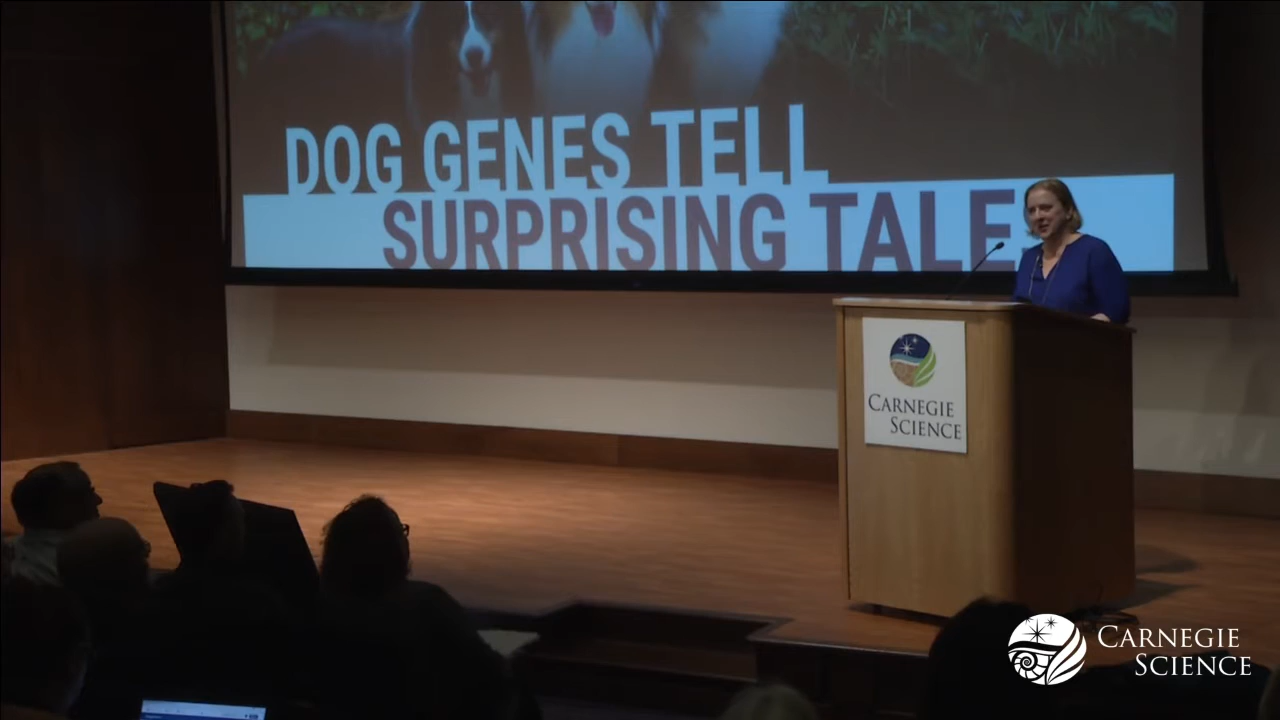 DOG GENES TELL
SURPRISING TALE
CARNEGIE
SCIENCE
CARNEGIE
SCIENCE